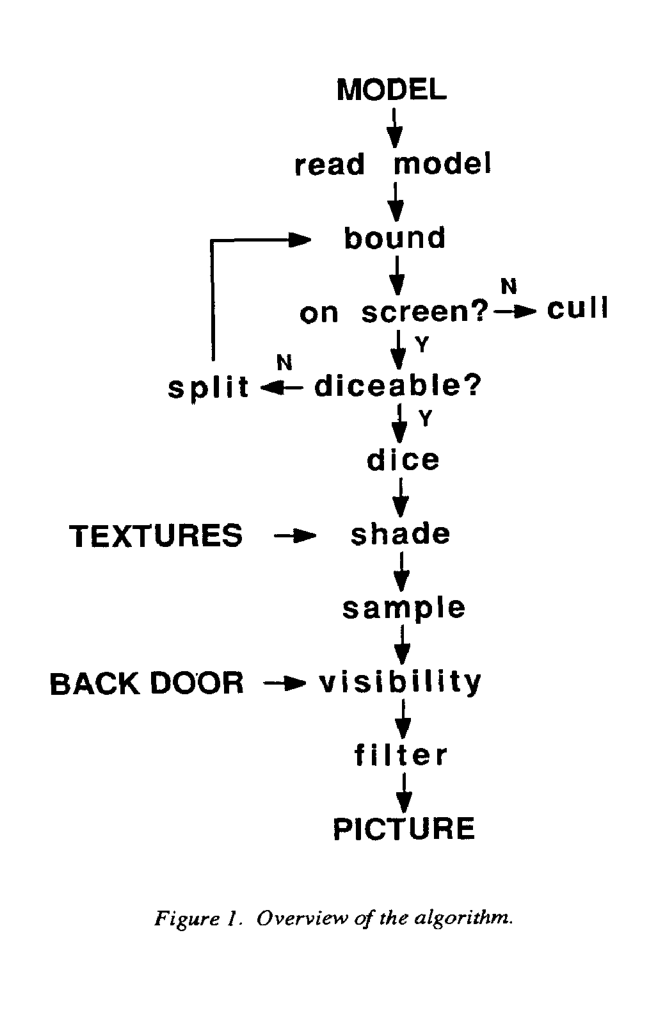 MODEL
read model
bound
N
on screen? cull
Y
N
split diceable?
Y
dice
TEXTURES shade
sample
BACK DOOR visibility
filter
PICTURE
Figure 1. Overview of the algorithm.